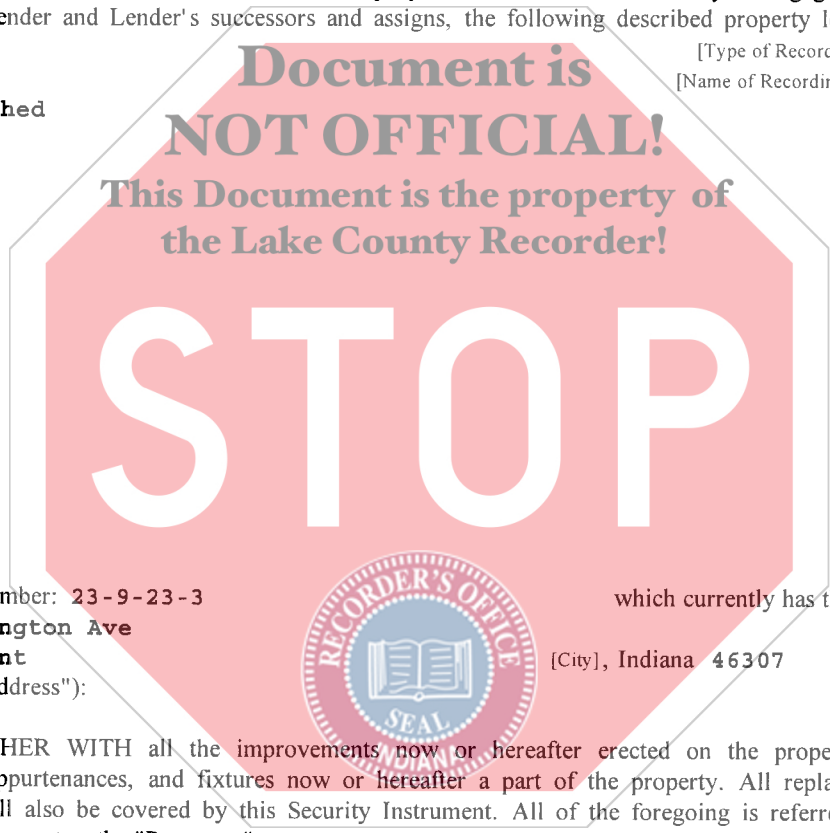 ender and Lender's successors and assigns, the following described property
[Type of Record
[Name of Recordin
hed
Document is
NOT OFFICIAL!
This Document is the property of
the Lake County Recorder!
STOP
mber: 23-9-23-3 which currently has t
ngton Ave
nt [City], Indiana 46307
ddress"):
RECORDER'S OFFICE
SEAL
INDIANA
HER WITH all the improvements now or hereafter erected on the prope
ppurtenances, and fixtures now or hereafter a part of the property. All repla
ll also be covered by this Security Instrument. All of the foregoing is referre